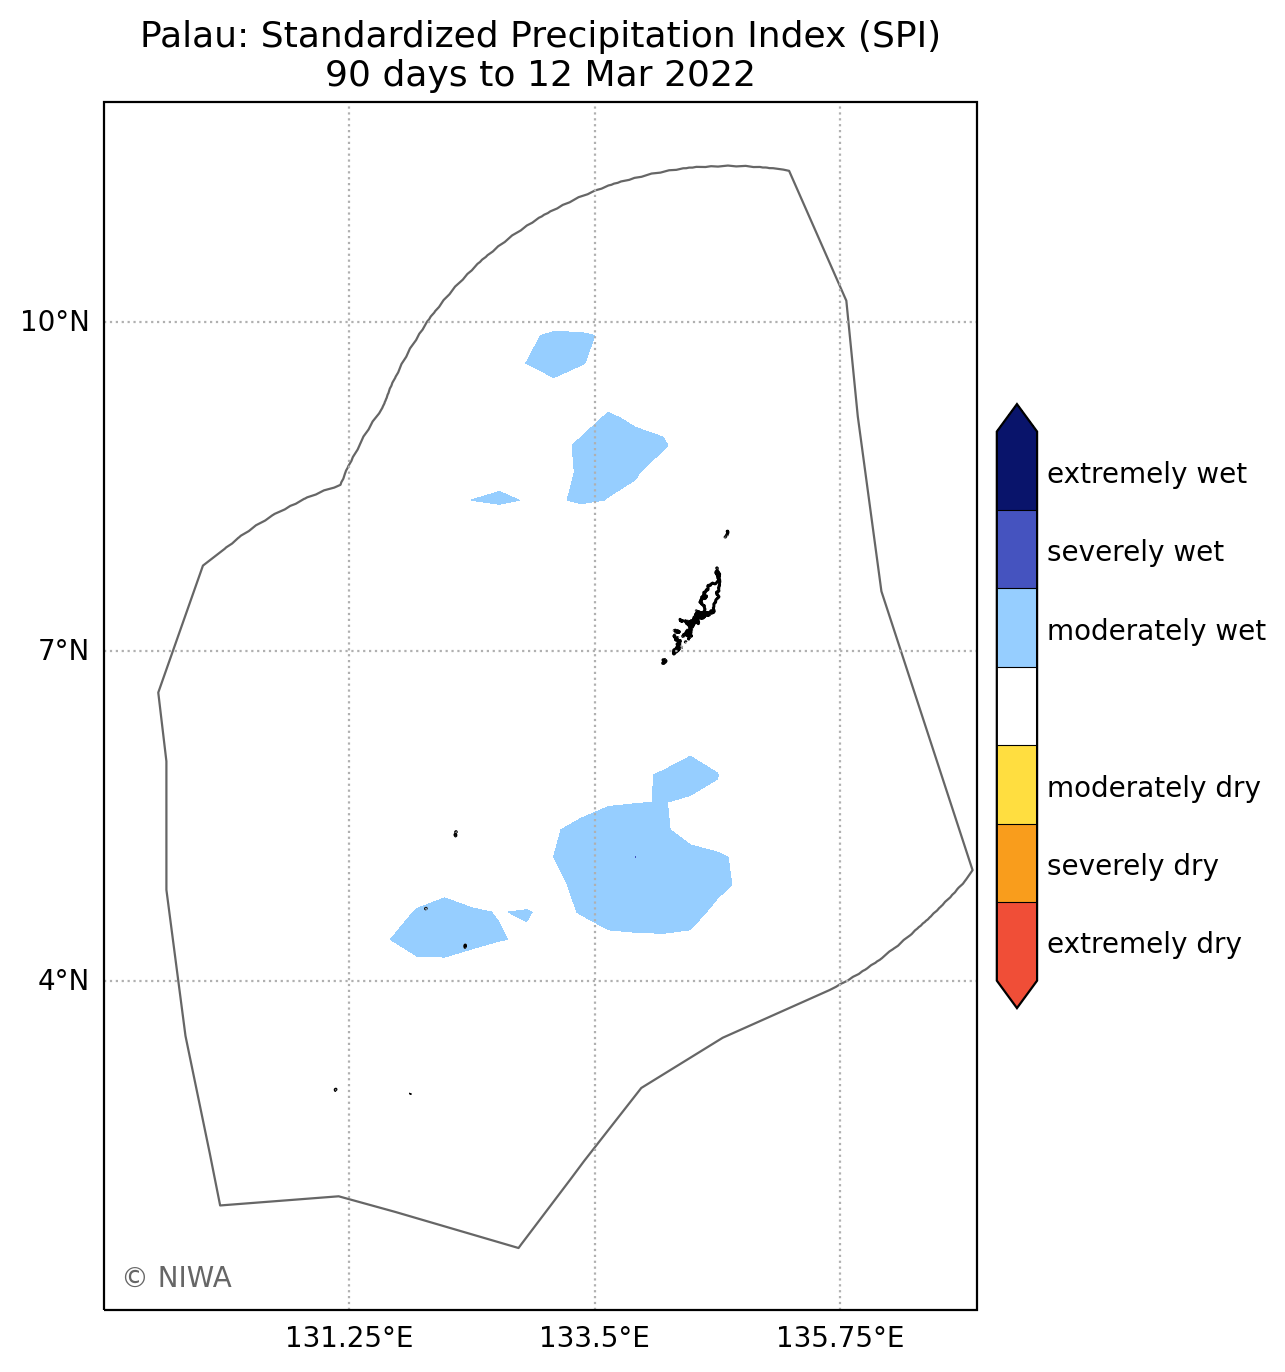 Palau: Standardized Precipitation Index (SPI)
90 days to 12 Mar 2022
10°N
7°N
4°N
131.25°E
133.5°E
135.75°E
extremely wet
severely wet
moderately wet
moderately dry
severely dry
extremely dry
© NIWA